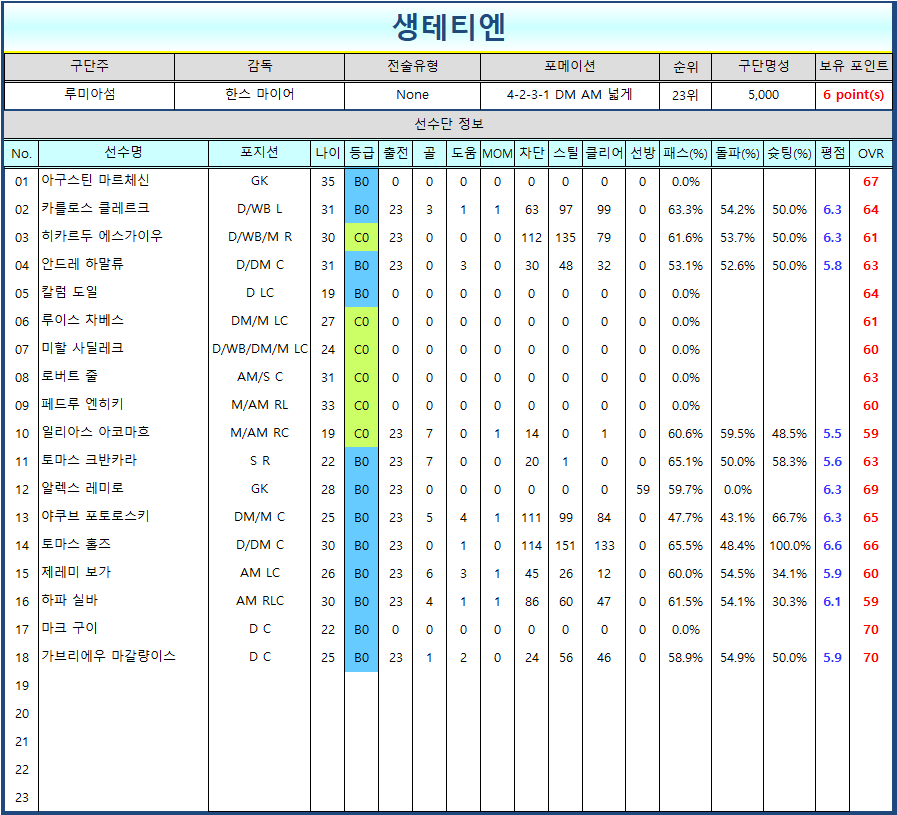 생테티엔
구단주 감독 전술유형 포메이션 순위 구단명성 보유 포인트
루미아섬 한스 마이어 None 4-2-3-1 DM AM 넓게 23위 5,000 6 point(s)
선수단 정보
No. 선수명 포지션 나이 등급 출전 골 도움 MOM 차단 스틸 클리어 선방 패스(%) 돌파(%) 슛팅(%) 평점 OVR
01 아구스틴 마르체신 GK 35 B0 0 0 0 0 0 0 0 0 0.0% 67
02 카를로스 클레르크 D/WB L 31 B0 23 3 1 1 63 97 99 0 63.3% 54.2% 50.0% 6.3 64
03 히카르두 에스가이우 D/WB/M R 30 C0 23 0 0 0 112 135 79 0 61.6% 53.7% 50.0% 6.3 61
04 안드레 하말류 D/DM C 31 B0 23 0 3 0 30 48 32 0 53.1% 52.6% 50.0% 5.8 63
05 칼럼 도일 D LC 19 B0 0 0 0 0 0 0 0 0 0.0% 64
06 루이스 차베스 DM/M LC 27 C0 0 0 0 0 0 0 0 0 0.0% 61
07 미할 사딜레크 D/WB/DM/M LC 24 C0 0 0 0 0 0 0 0 0 0.0% 60
08 로버트 줄 AM/S C 31 C0 0 0 0 0 0 0 0 0 0.0% 63
09 페드루 엔히키 M/AM RL 33 C0 0 0 0 0 0 0 0 0 0.0% 60
10 일리아스 아코마흐 M/AM RC 19 C0 23 7 0 1 14 0 1 0 60.6% 59.5% 48.5% 5.5 59
11 토마스 크반카라 S R 22 B0 23 7 0 0 20 1 0 0 65.1% 50.0% 58.3% 5.6 63
12 알렉스 레미로 GK 28 B0 23 0 0 0 0 0 0 59 59.7% 0.0% 6.3 69
13 야쿠브 포토로스키 DM/M C 25 B0 23 5 4 1 111 99 84 0 47.7% 43.1% 66.7% 6.3 65
14 토마스 홀즈 D/DM C 30 B0 23 0 1 0 114 151 133 0 65.5% 48.4% 100.0% 6.6 66
15 제레미 보가 AM LC 26 B0 23 6 3 1 45 26 12 0 60.0% 54.5% 34.1% 5.9 60
16 하파 실바 AM RLC 30 B0 23 4 1 1 86 60 47 0 61.5% 54.1% 30.3% 6.1 59
17 마크 구이 D C 22 B0 0 0 0 0 0 0 0 0 0.0% 70
18 가브리에우 마갈량이스 D C 25 B0 23 1 2 0 24 56 46 0 58.9% 54.9% 50.0% 5.9 70
19
20
21
22
23